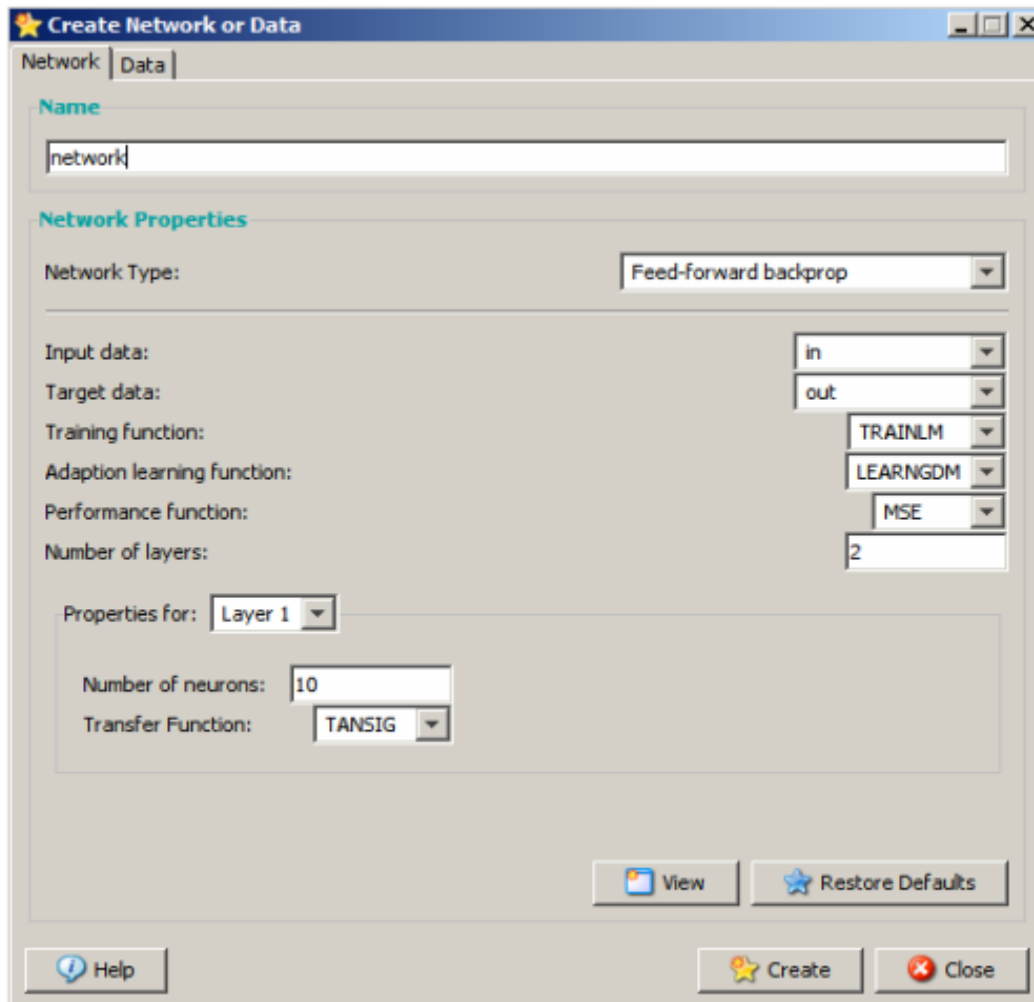 Create Network or Data
Network Data
Name
network
Network Properties
Network Type: Feed-forward backprop
Input data: in
Target data: out
Training function: TRAINLM
Adaption learning function: LEARNGDM
Performance function: MSE
Number of layers: 2
Properties for: Layer 1
Number of neurons: 10
Transfer Function: TANSIG
View Restore Defaults
Help Create Close